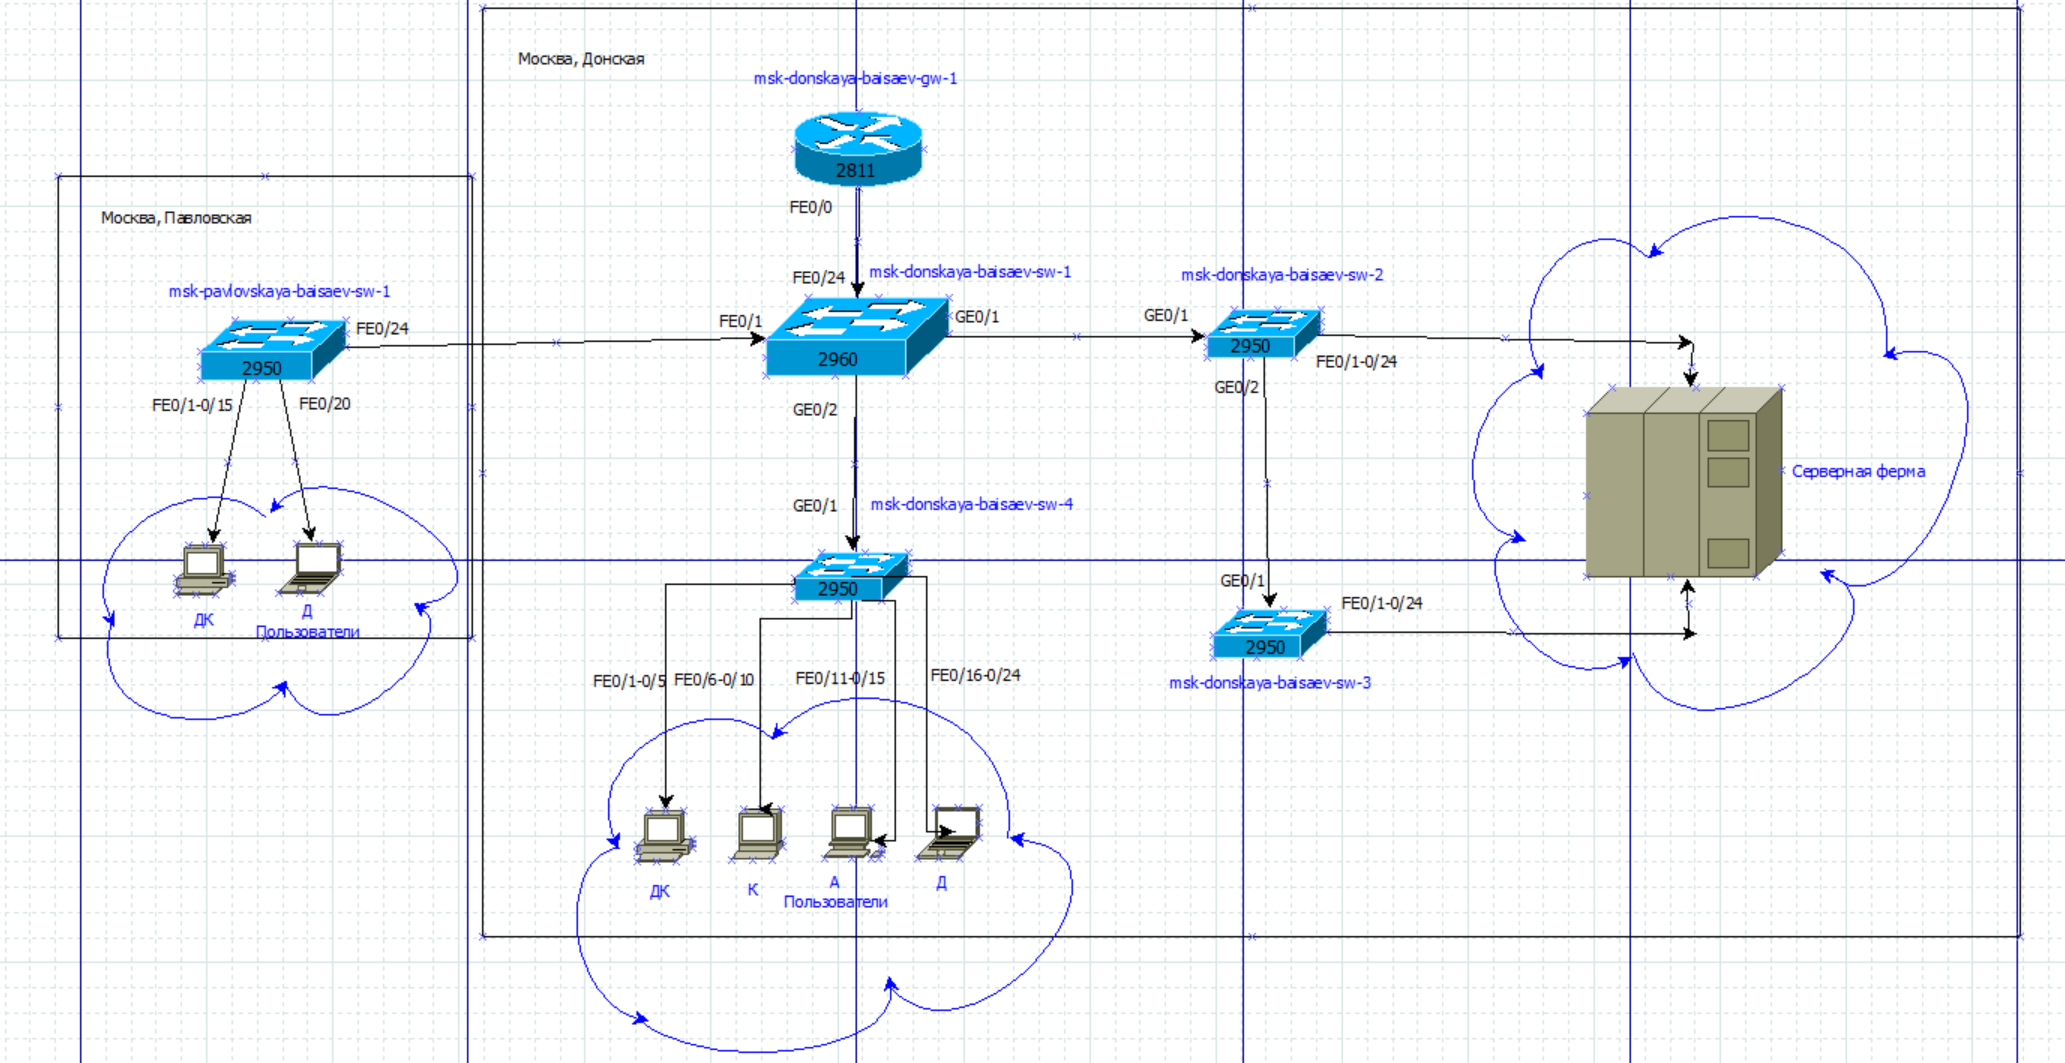 Москва, Донская
msk-donskaya-baisaev-gw-1
2811
FE0/0
Москва, Павловская
msk-pavlovskaya-baisaev-sw-1
2950
FE0/24
FE0/1-0/15
FE0/20
ДК
Д
Пользователи
FE0/24
msk-donskaya-baisaev-sw-1
FE0/1
2960
GE0/1
GE0/2
GE0/1
msk-donskaya-baisaev-sw-2
2950
FE0/1-0/24
GE0/2
Серверная ферма
GE0/1
msk-donskaya-baisaev-sw-4
2950
GE0/1
FE0/1-0/24
2950
msk-donskaya-baisaev-sw-3
FE0/1-0/5
FE0/6-0/10
FE0/11-0/15
FE0/16-0/24
ДК
К
А
Д
Пользователи